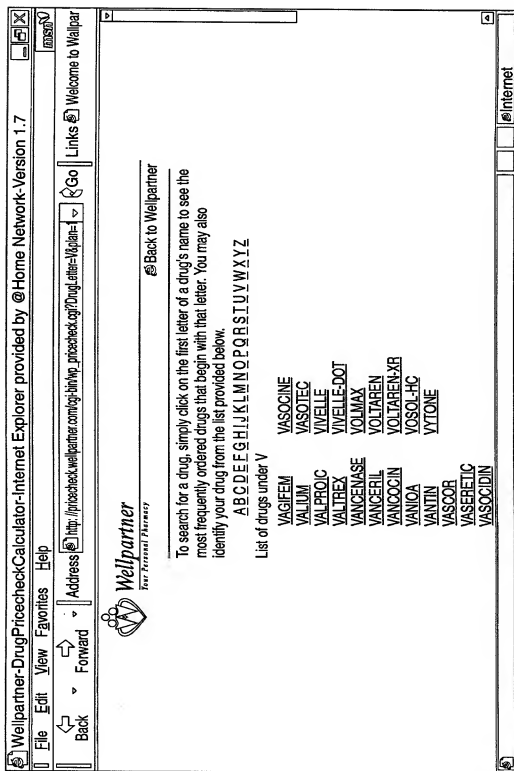 Wellpartner-DrugPricecheckCalculator-Internet Explorer provided by @Home Network-Version 1.7
File Edit View Favorites Help
msn
Back Forward Address http://pricecheck.wellpartner.com/cgi-bin/wp_pricecheck.cgi?DrugLetter=V&plan=1 Go Links Welcome to Wallpar
Wellpartner
Your Personal Pharmacy
Back to Wellpartner
To search for a drug, simply click on the first letter of a drug's name to see the
most frequently ordered drugs that begin with that letter. You may also
identify your drug from the list provided below.
A B C D E F G H I J K L M N O P Q R S T U V W X Y Z
List of drugs under V
VAGIFEM
VALIUM
VALPROIC
VALTREX
VANCENASE
VANCERIL
VANCOCIN
VANIQA
VANTIN
VASCOR
VASERETIC
VASOCIDIN
VASOCINE
VASOTEC
VIVELLE
VIVELLE-DOT
VOLMAX
VOLTAREN
VOLTAREN-XR
VOSOL-HC
VYTONE
Internet